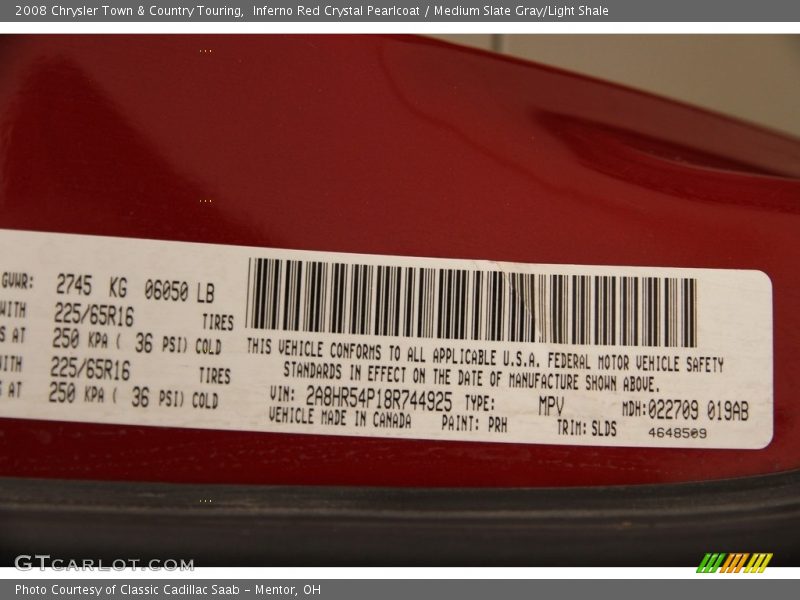 2008 Chrysler Town & Country Touring,  Inferno Red Crystal Pearlcoat / Medium Slate Gray/Light Shale
GVWR: 2745 KG 06050 LB
WITH 225/65R16 TIRES
AT 250 KPA ( 36 PSI) COLD
WITH 225/65R16 TIRES
AT 250 KPA ( 36 PSI) COLD
THIS VEHICLE CONFORMS TO ALL APPLICABLE U.S.A. FEDERAL MOTOR VEHICLE SAFETY
STANDARDS IN EFFECT ON THE DATE OF MANUFACTURE SHOWN ABOVE.
VIN: 2A8HR54P18R744925 TYPE: MPV MDH:022709 019AB
VEHICLE MADE IN CANADA PAINT: PRH TRIM: SLDS 4648509
GTCARLOT.COM
Photo Courtesy of Classic Cadillac Saab - Mentor, OH